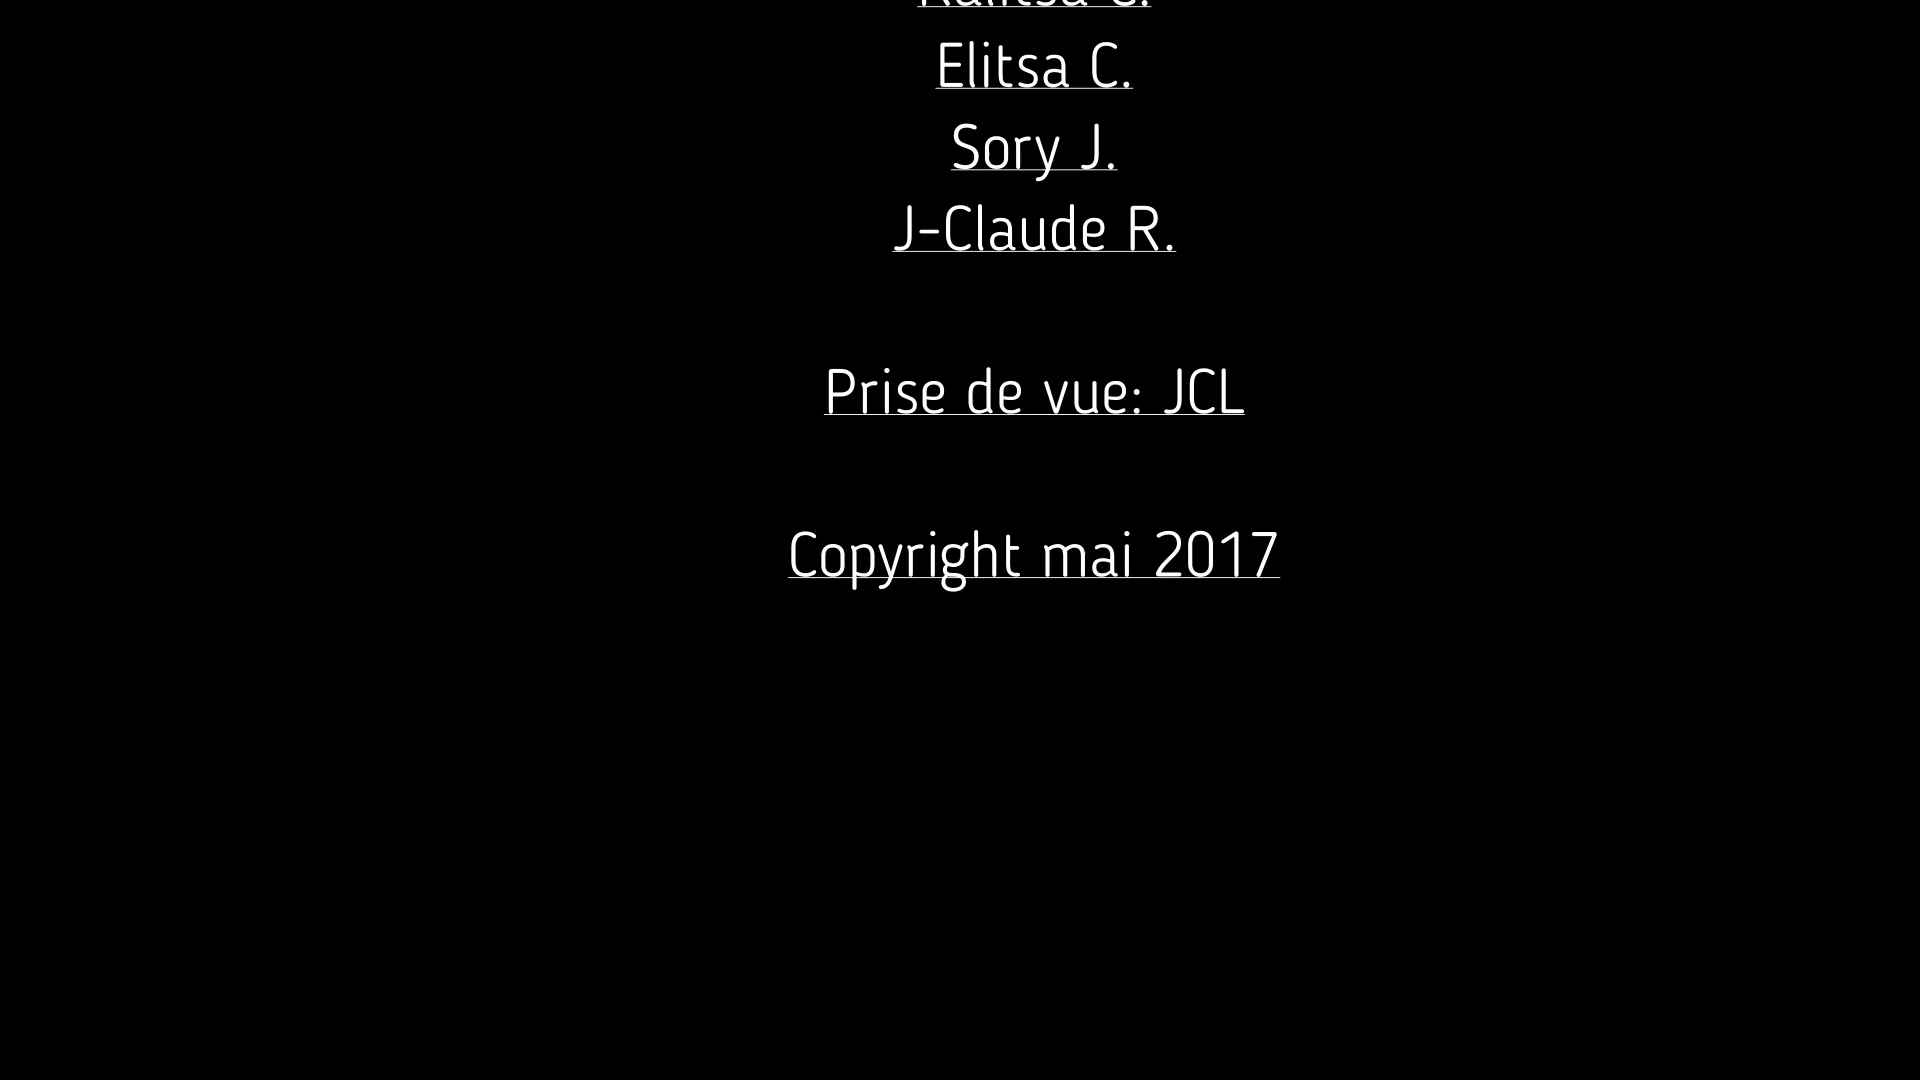 Elitsa C.
Sory J.
J-Claude R.
Prise de vue: JCL
Copyright mai 2017